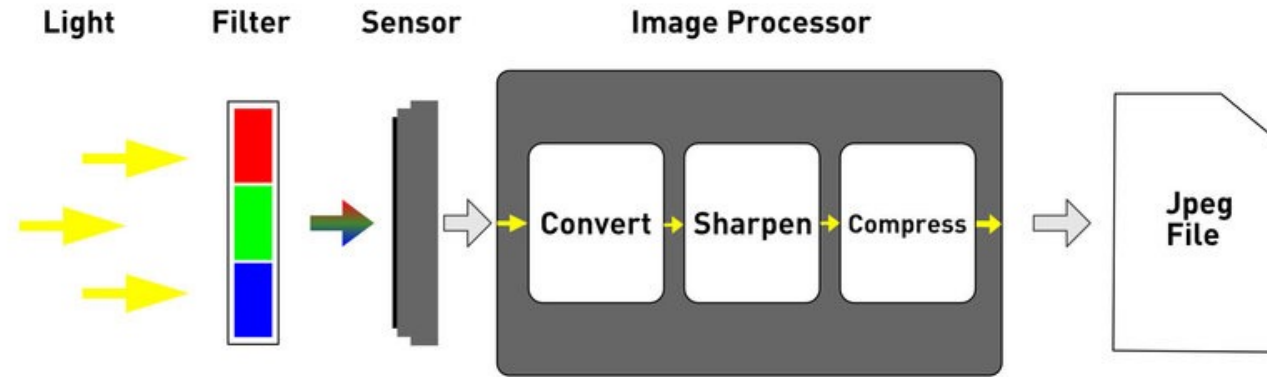 Light
Filter
Sensor
Image Processor
Convert
Sharpen
Compress
Jpeg
File